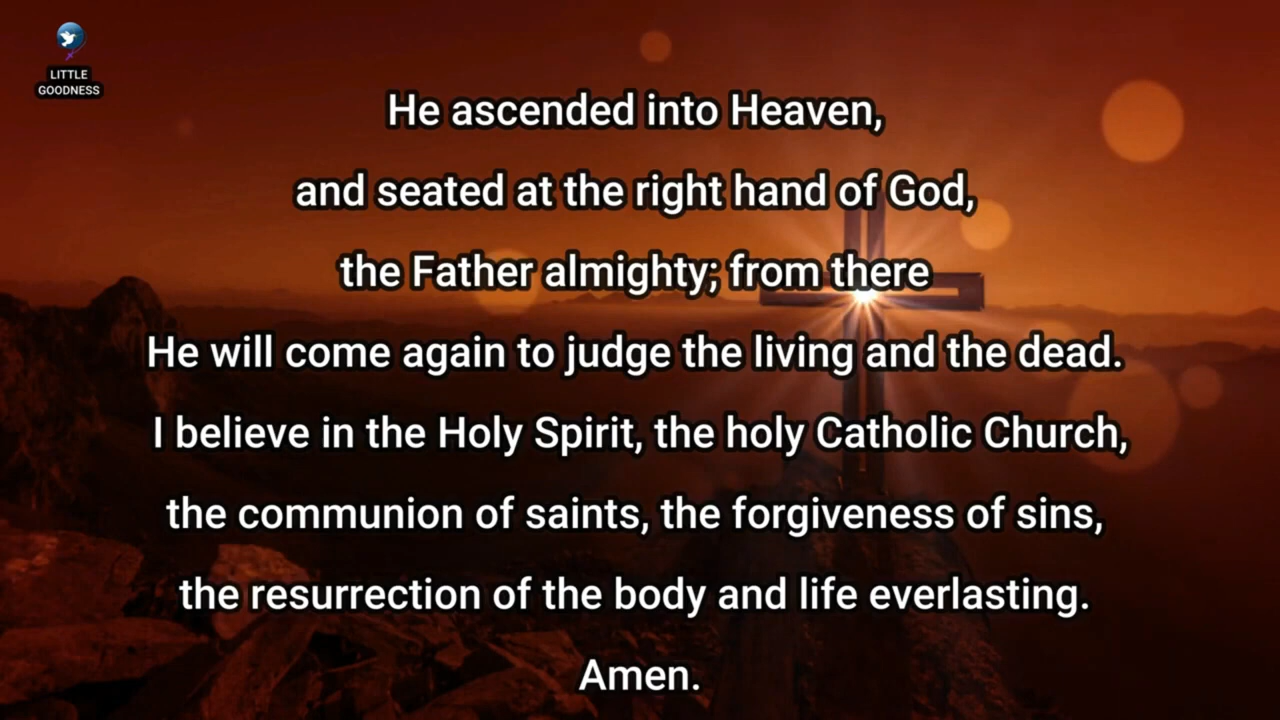 LITTLE
GOODNESS
He ascended into Heaven,
and seated at the right hand of God,
the Father almighty; from there
He will come again to judge the living and the dead.
I believe in the Holy Spirit, the holy Catholic Church,
the communion of saints, the forgiveness of sins,
the resurrection of the body and life everlasting.
Amen.